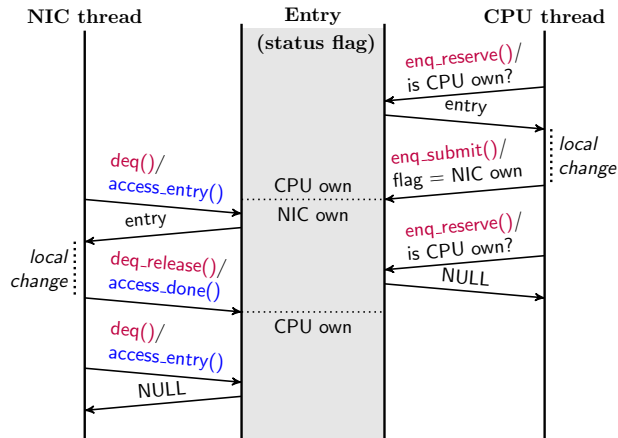 NIC thread
Entry
(status flag)
CPU thread
enq_reserve()/
is CPU own?
entry
local
change
deq()/
access_entry()
enq_submit()/
flag = NIC own
CPU own
NIC own
entry
enq_reserve()/
is CPU own?
local
change
deq_release()/
access_done()
NULL
CPU own
deq()/
access_entry()
NULL